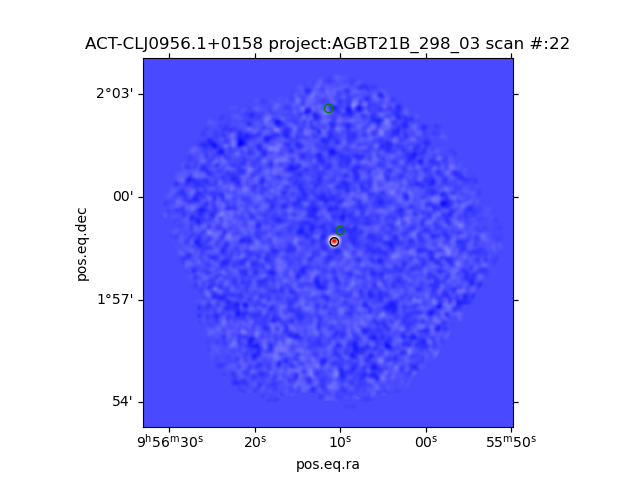 ACT-CLJ0956.1+0158 project:AGBT21B_298_03 scan #:22
2°03'
00'
1°57'
54'
pos.eq.dec
9ʰ56ᵐ30ˢ 20ˢ 10ˢ 00ˢ 55ᵐ50ˢ
pos.eq.ra